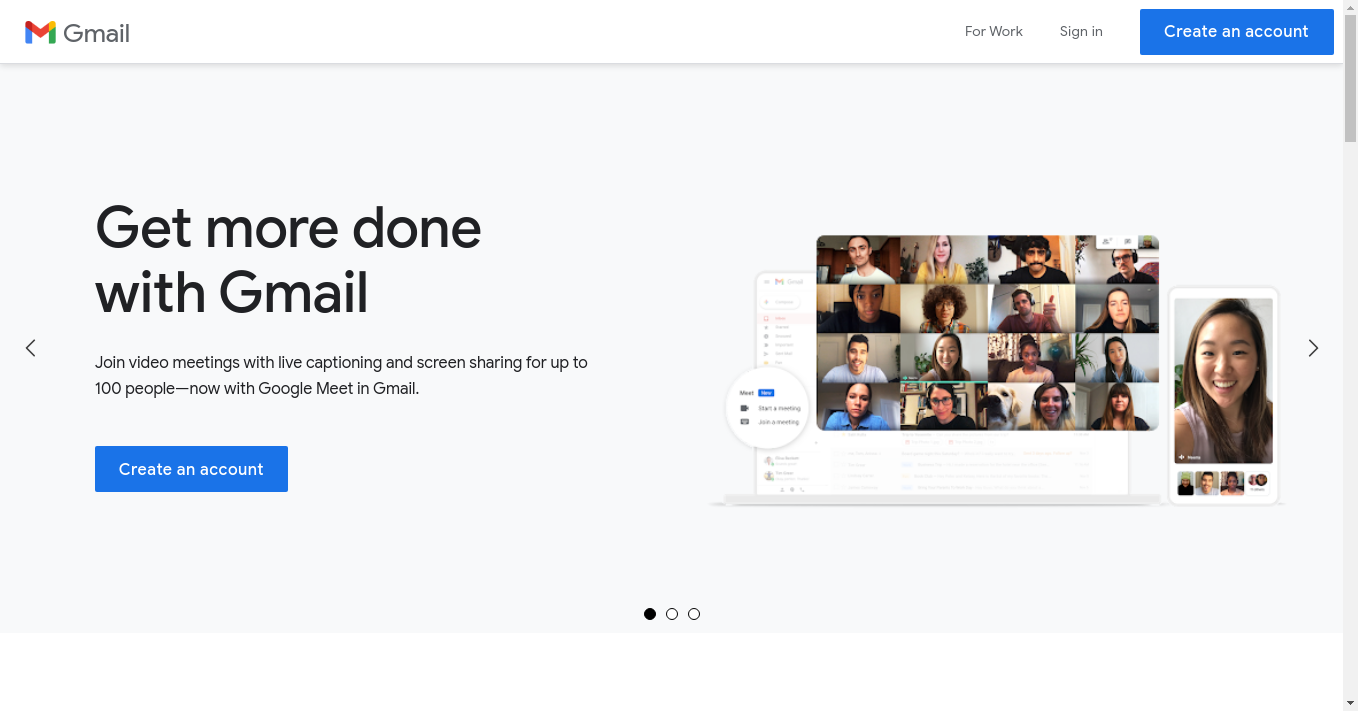 Gmail
For Work
Sign in
Create an account
Get more done
with Gmail
Join video meetings with live captioning and screen sharing for up to
100 people—now with Google Meet in Gmail.
Create an account
Gmail
Meet New
Start a meeting
Join a meeting